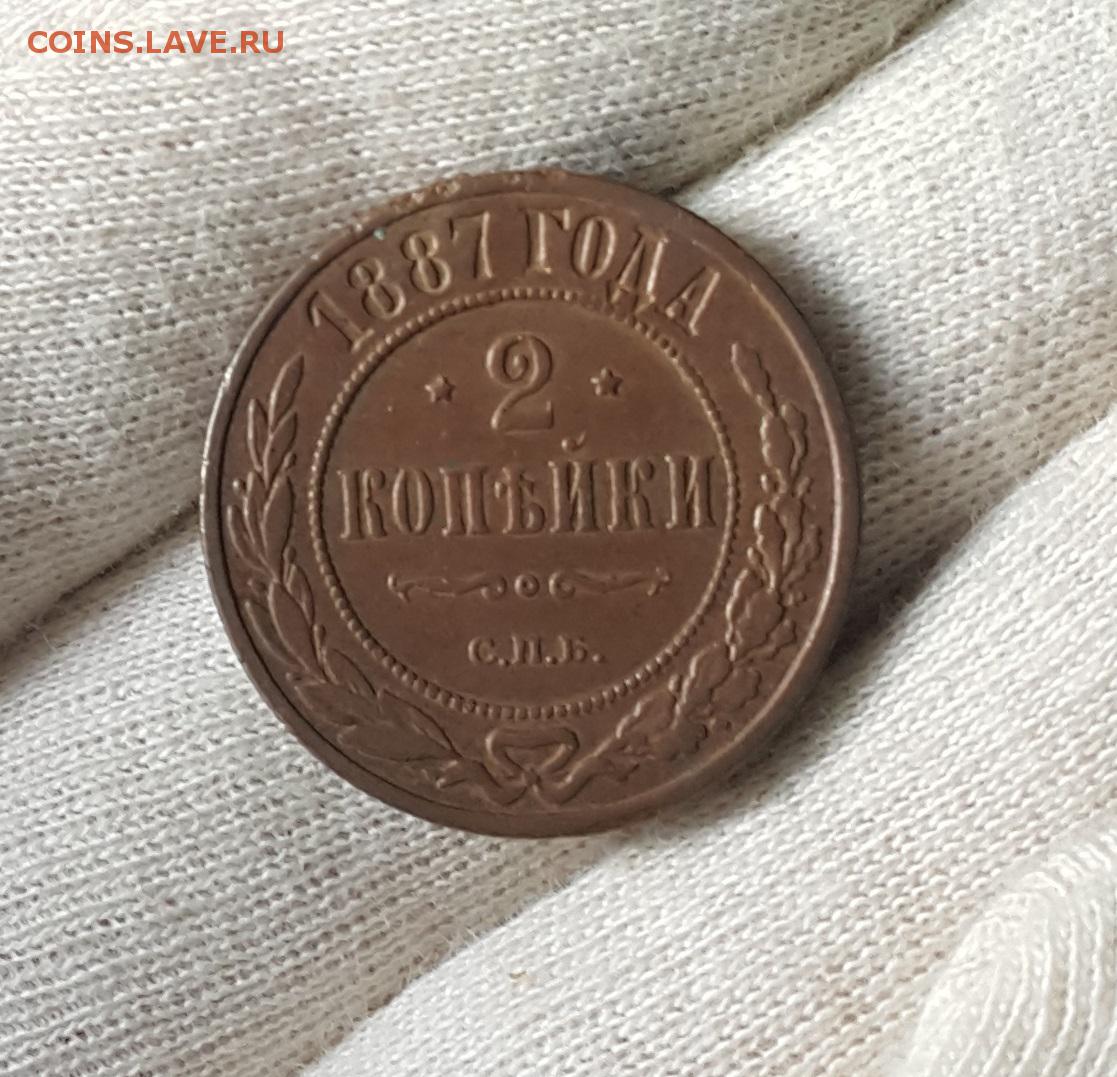 COINS.LAVE.RU
1887 ГОДА
2
КОПѢЙКИ
С.П.Б.